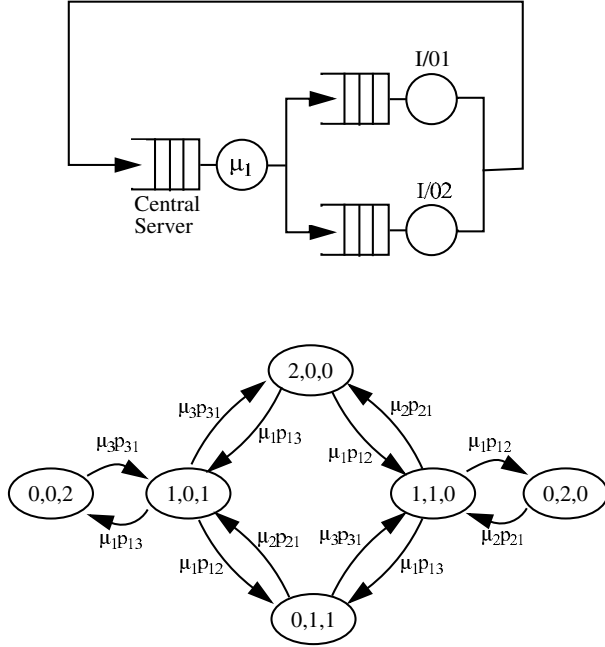 I/01
μ1
Central
Server
I/02
2,0,0
μ3p31
μ2p21
μ1p13
μ1p12
μ3p31
μ1p12
0,0,2
1,0,1
1,1,0
0,2,0
μ1p13
μ2p21
μ3p31
μ2p21
μ1p12
μ1p13
0,1,1